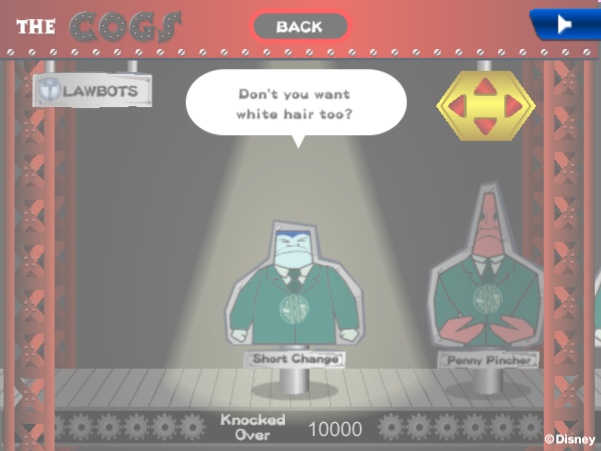 THE COGS
BACK
LAWBOTS
Don't you want
white hair too?
Short Change
Penny Pincher
Knocked
Over
10000
©Disney